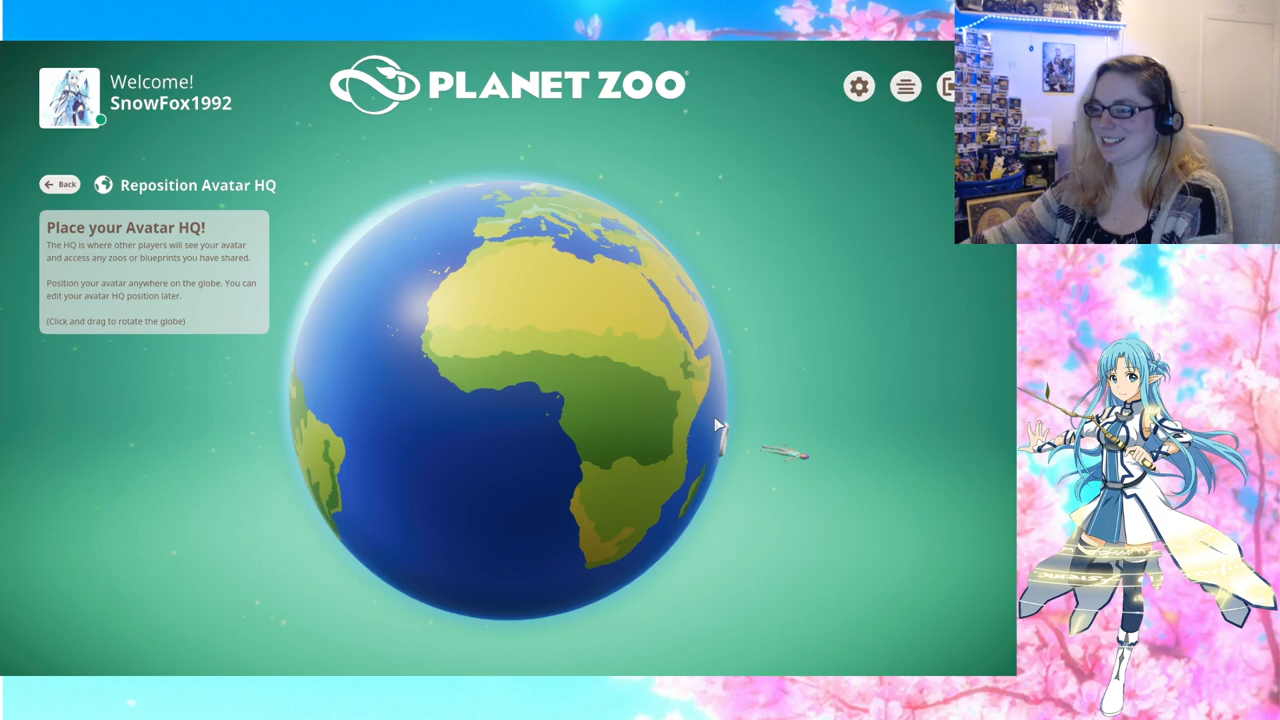 Welcome!
SnowFox1992
PLANET ZOO
Back
Reposition Avatar HQ
Place your Avatar HQ!
The HQ is where other players will see your avatar
and access any zoos or blueprints you have shared.
Position your avatar anywhere on the globe. You can
edit your avatar HQ position later.
(Click and drag to rotate the globe)